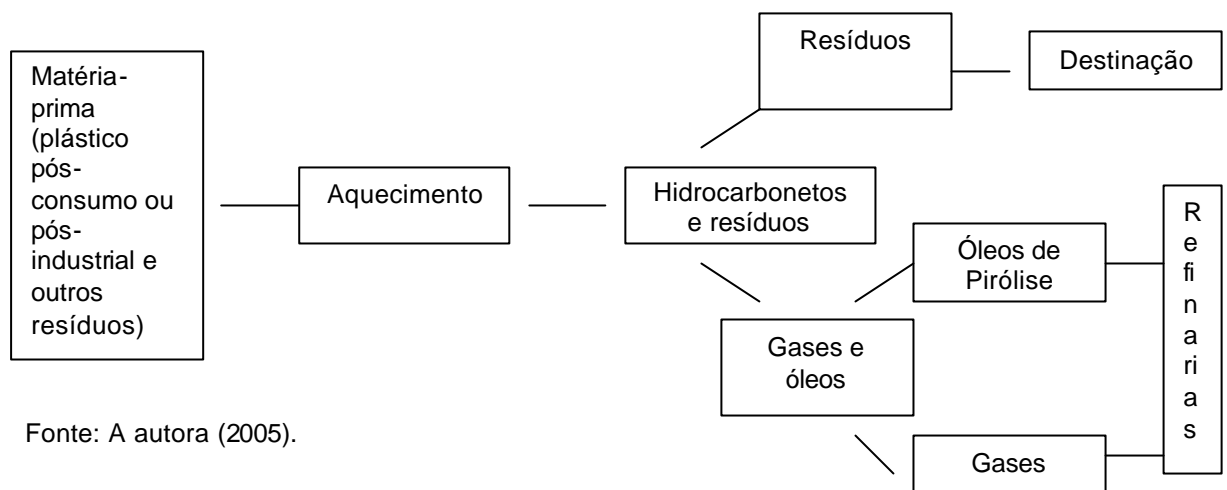 Matéria-
prima
(plástico
pós-
consumo ou
pós-
industrial e
outros
resíduos)
Aquecimento
Hidrocarbonetos
e resíduos
Resíduos
Destinação
Gases e
óleos
Óleos de
Pirólise
Gases
R
e
fi
n
a
ri
a
s
Fonte: A autora (2005).